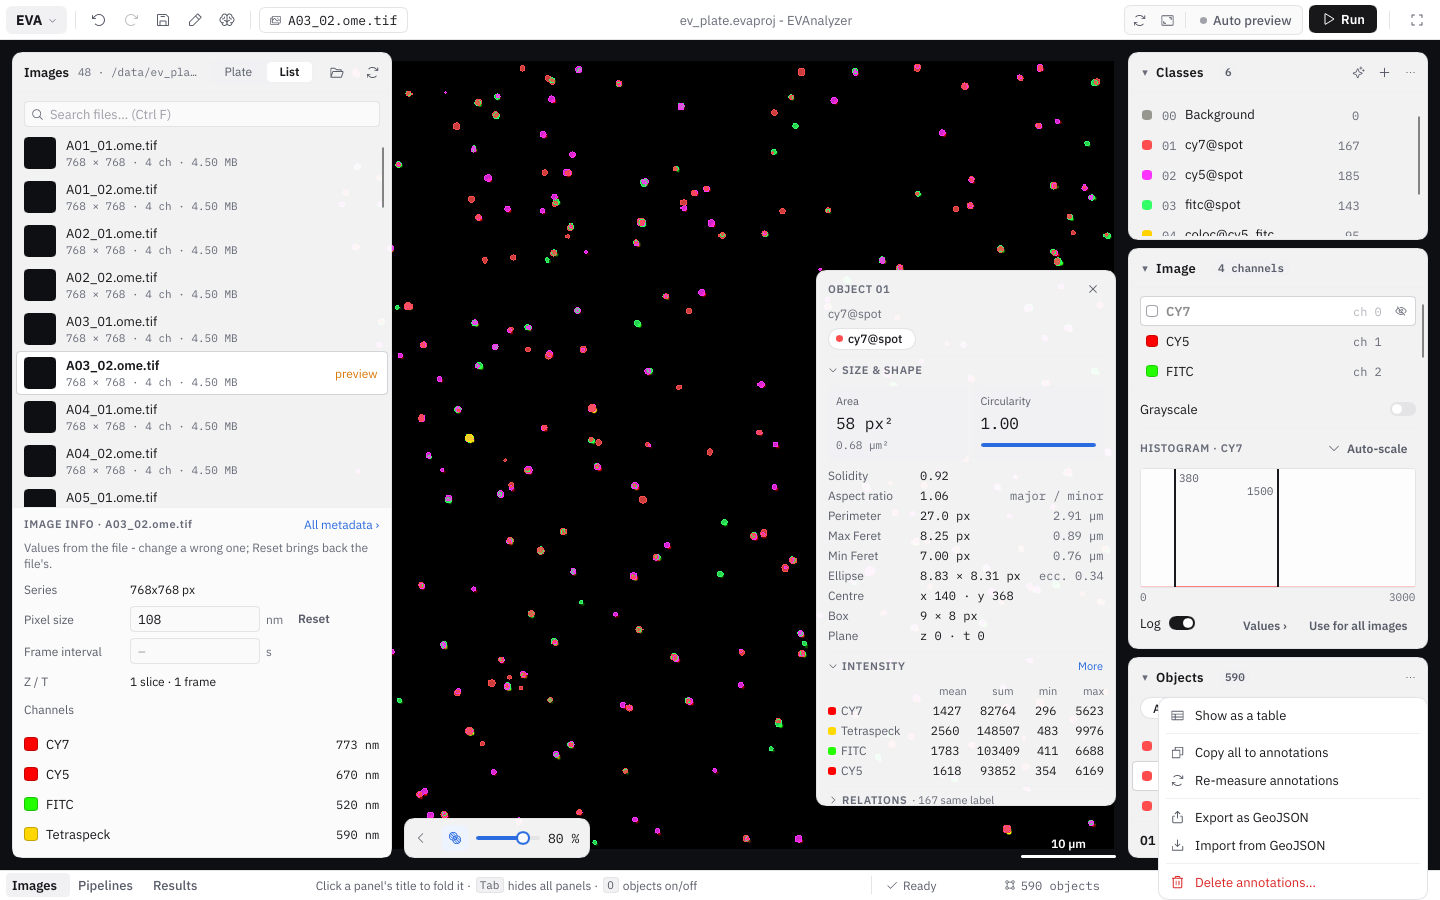 EVA
A03_02.ome.tif
ev_plate.evaproj - EVAnalyzer
Auto preview
Run
Images 48 · /data/ev_pla…
Plate
List
Search files... (Ctrl F)
A01_01.ome.tif
768 × 768 · 4 ch · 4.50 MB
A01_02.ome.tif
768 × 768 · 4 ch · 4.50 MB
A02_01.ome.tif
768 × 768 · 4 ch · 4.50 MB
A02_02.ome.tif
768 × 768 · 4 ch · 4.50 MB
A03_01.ome.tif
768 × 768 · 4 ch · 4.50 MB
A03_02.ome.tif
768 × 768 · 4 ch · 4.50 MB
preview
A04_01.ome.tif
768 × 768 · 4 ch · 4.50 MB
A04_02.ome.tif
768 × 768 · 4 ch · 4.50 MB
A05_01.ome.tif
IMAGE INFO · A03_02.ome.tif
All metadata ›
Values from the file - change a wrong one; Reset brings back the
file's.
Series 768x768 px
Pixel size 108 nm Reset
Frame interval – s
Z / T 1 slice · 1 frame
Channels
CY7 773 nm
CY5 670 nm
FITC 520 nm
Tetraspeck 590 nm
80 %
10 µm
OBJECT 01
cy7@spot
cy7@spot
SIZE & SHAPE
Area
58 px²
0.68 µm²
Circularity
1.00
Solidity 0.92
Aspect ratio 1.06 major / minor
Perimeter 27.0 px 2.91 µm
Max Feret 8.25 px 0.89 µm
Min Feret 7.00 px 0.76 µm
Ellipse 8.83 × 8.31 px ecc. 0.34
Centre x 140 · y 368
Box 9 × 8 px
Plane z 0 · t 0
INTENSITY More
mean sum min max
CY7 1427 82764 296 5623
Tetraspeck 2560 148507 483 9976
FITC 1783 103409 411 6688
CY5 1618 93852 354 6169
RELATIONS · 167 same label
Classes 6
00 Background 0
01 cy7@spot 167
02 cy5@spot 185
03 fitc@spot 143
04 coloc@cy5_fitc 95
Image 4 channels
CY7 ch 0
CY5 ch 1
FITC ch 2
Grayscale
HISTOGRAM · CY7
Auto-scale
380
1500
0 3000
Log
Values ›
Use for all images
Objects 590
01
Show as a table
Copy all to annotations
Re-measure annotations
Export as GeoJSON
Import from GeoJSON
Delete annotations...
Images
Pipelines
Results
Click a panel's title to fold it · Tab hides all panels · O objects on/off
Ready
590 objects